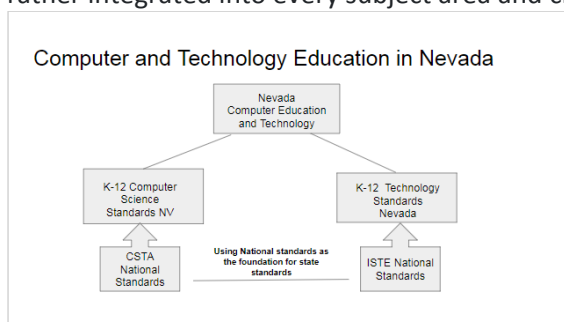 rather integrated into every subject area and
Computer and Technology Education in Nevada
Nevada
Computer Education
and Technology
K-12 Computer
Science
Standards NV
K-12 Technology
Standards
Nevada
CSTA
National
Standards
Using National standards as
the foundation for state
standards
ISTE National
Standards